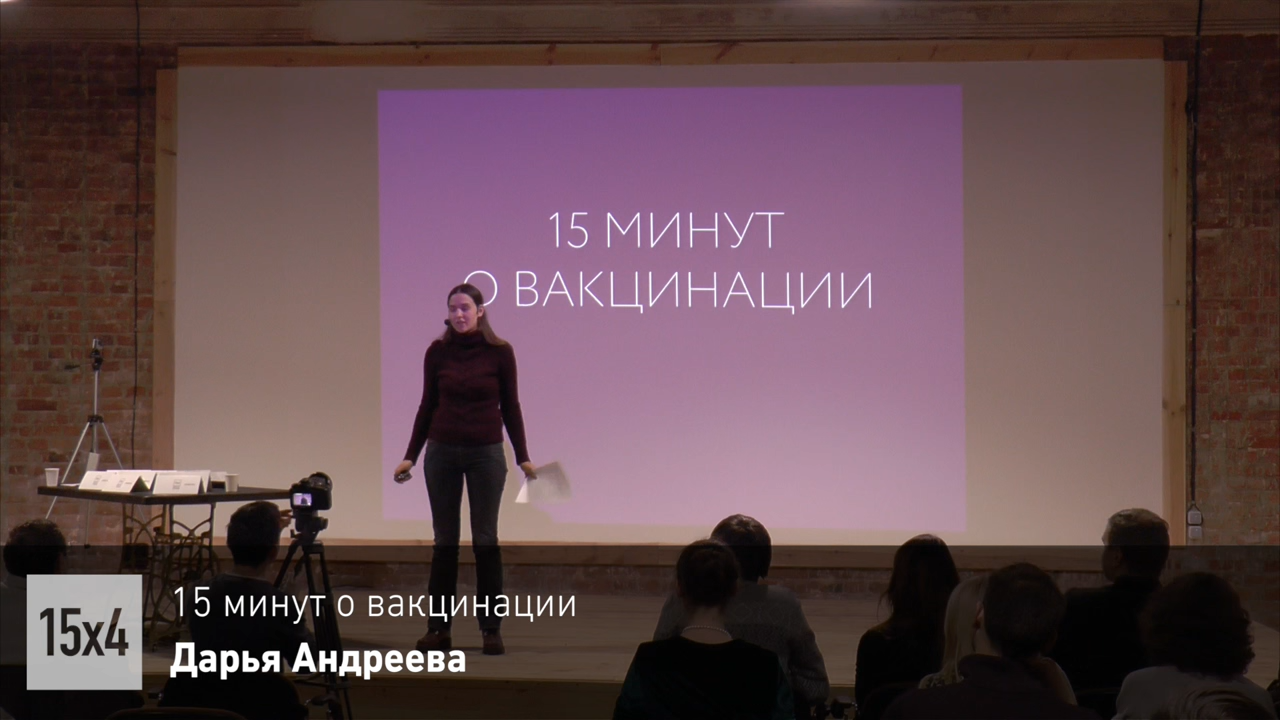 15 МИНУТ
О ВАКЦИНАЦИИ
15x4
15 минут о вакцинации
Дарья Андреева